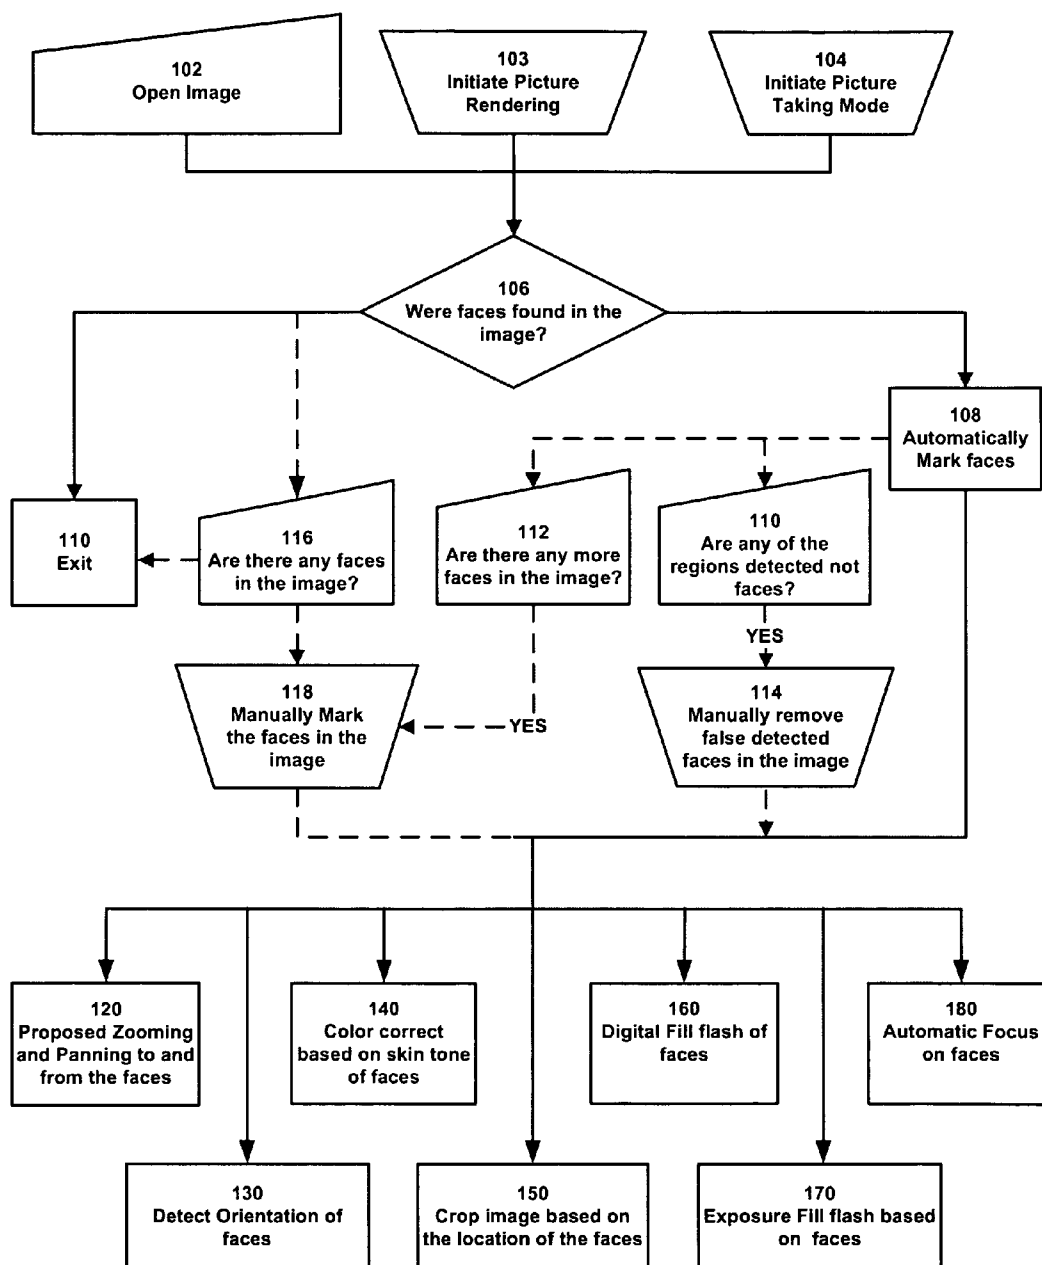 102
Open Image
103
Initiate Picture
Rendering
104
Initiate Picture
Taking Mode
106
Were faces found in the
image?
108
Automatically
Mark faces
110
Exit
116
Are there any faces
in the image?
112
Are there any more
faces in the image?
110
Are any of the
regions detected not
faces?
YES
118
Manually Mark
the faces in the
image
YES
114
Manually remove
false detected
faces in the image
120
Proposed Zooming
and Panning to and
from the faces
140
Color correct
based on skin tone
of faces
160
Digital Fill flash of
faces
180
Automatic Focus
on faces
130
Detect Orientation of
faces
150
Crop image based on
the location of the faces
170
Exposure Fill flash based
on faces